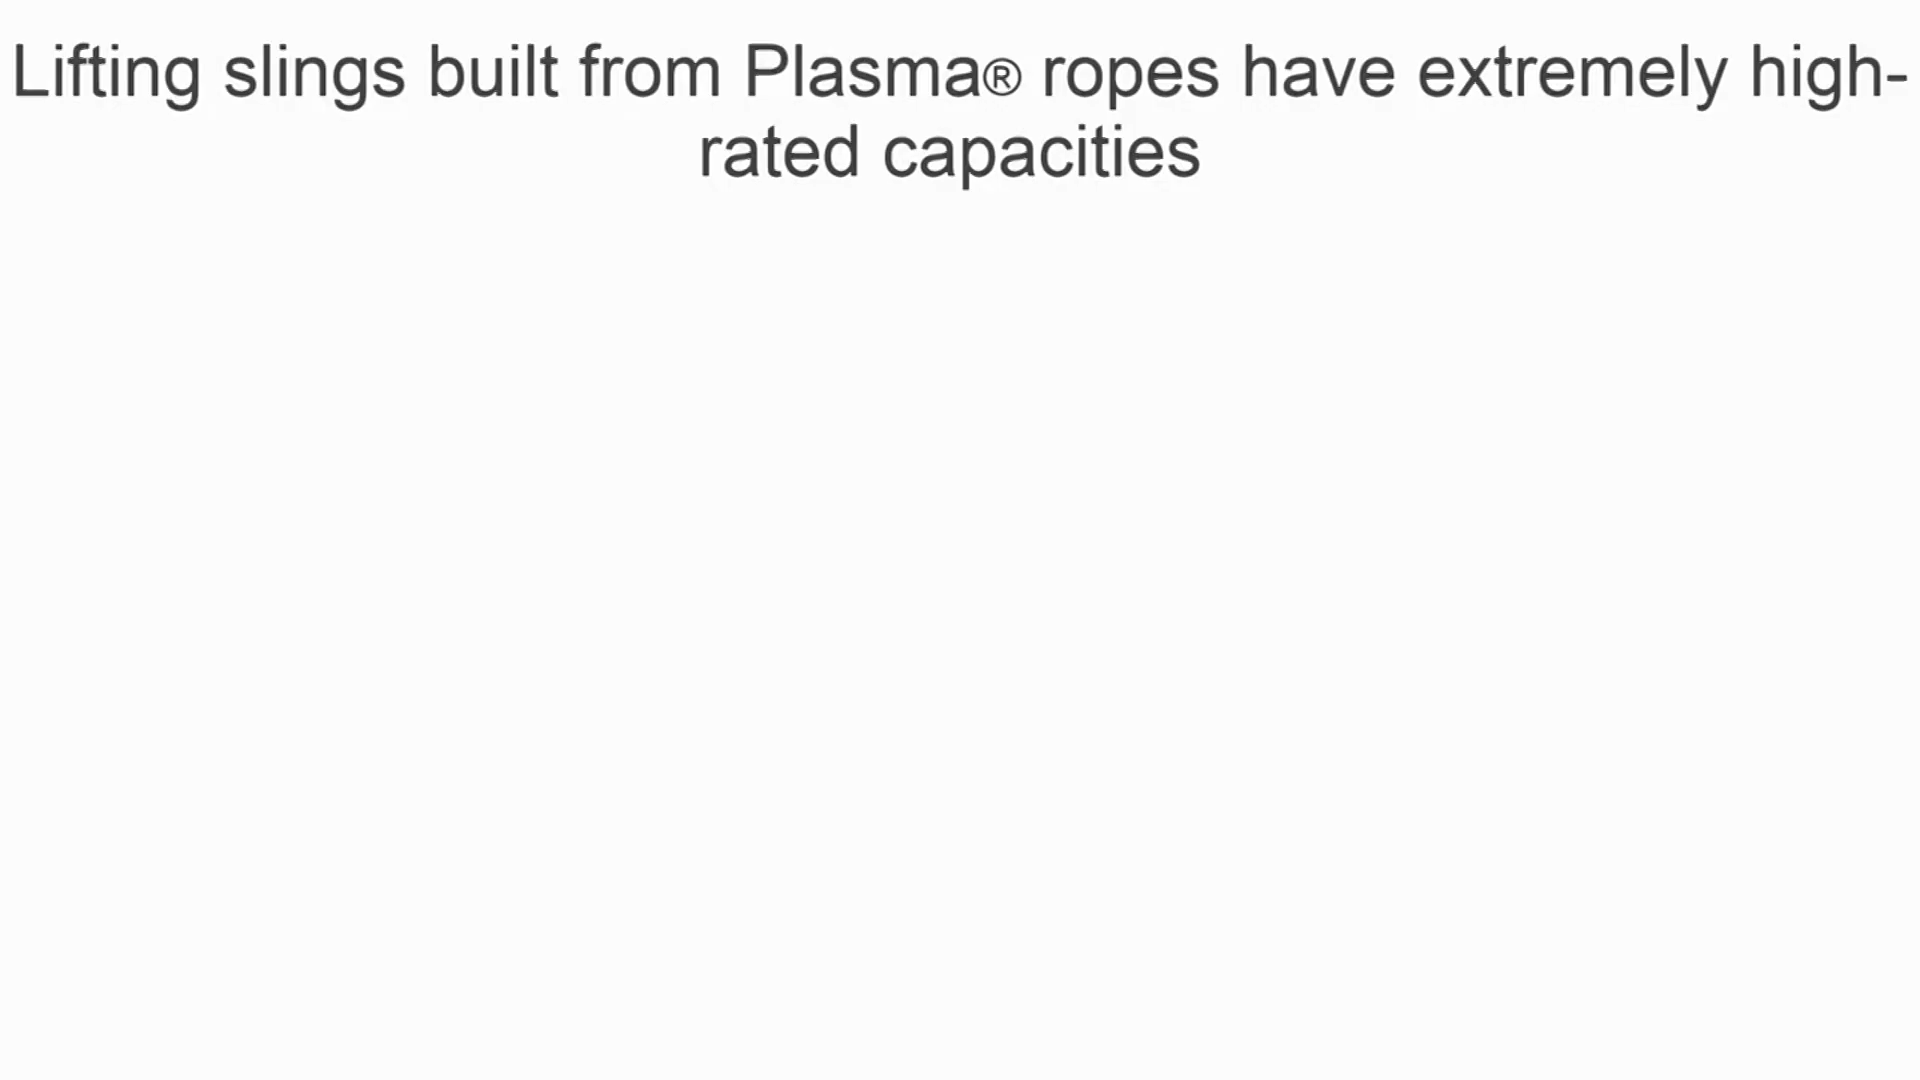 Lifting slings built from Plasma® ropes have extremely high-
rated capacities